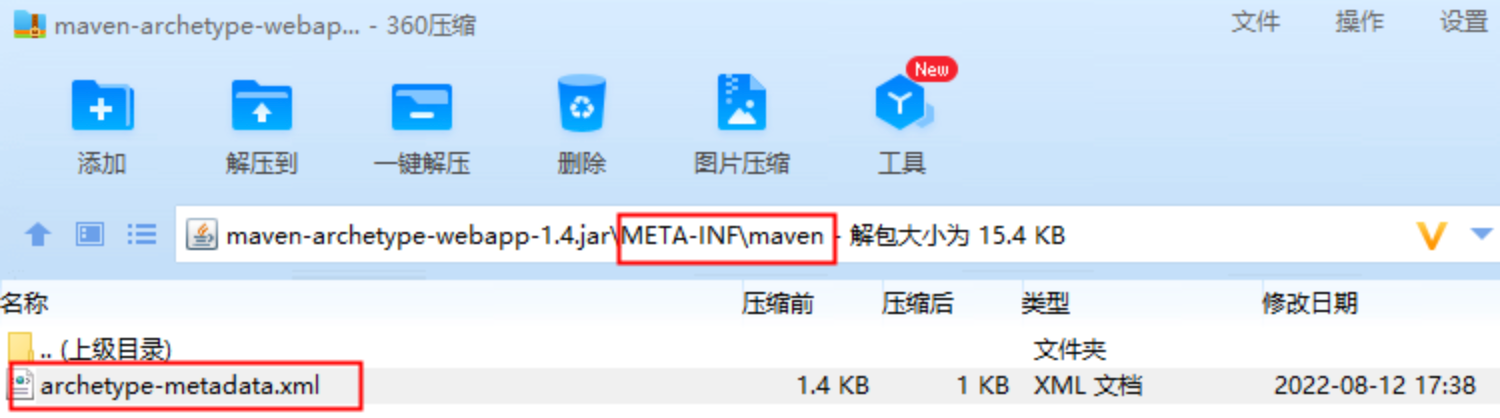 maven-archetype-webap... - 360压缩 文件 操作 设置
New
添加 解压到 一键解压 删除 图片压缩 工具
maven-archetype-webapp-1.4.jar\META-INF\maven - 解包大小为 15.4 KB
名称 压缩前 压缩后 类型 修改日期
.. (上级目录) 文件夹
archetype-metadata.xml 1.4 KB 1 KB XML 文档 2022-08-12 17:38